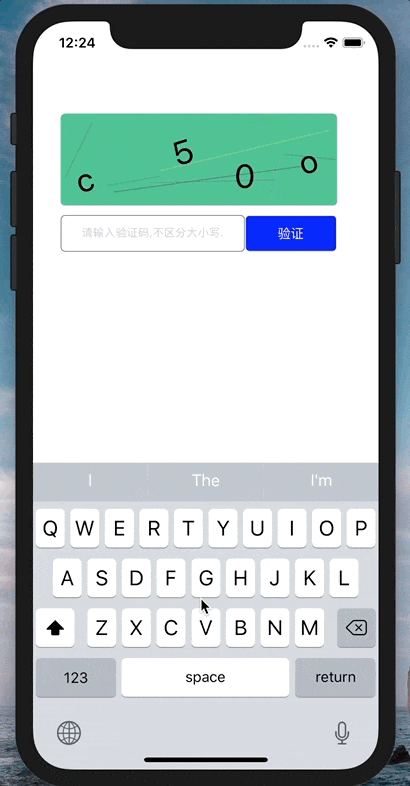 12:24
c 5 0 o
请输入验证码,不区分大小写.
验证
I The I'm
Q W E R T Y U I O P
A S D F G H J K L
Z X C V B N M
123 space return